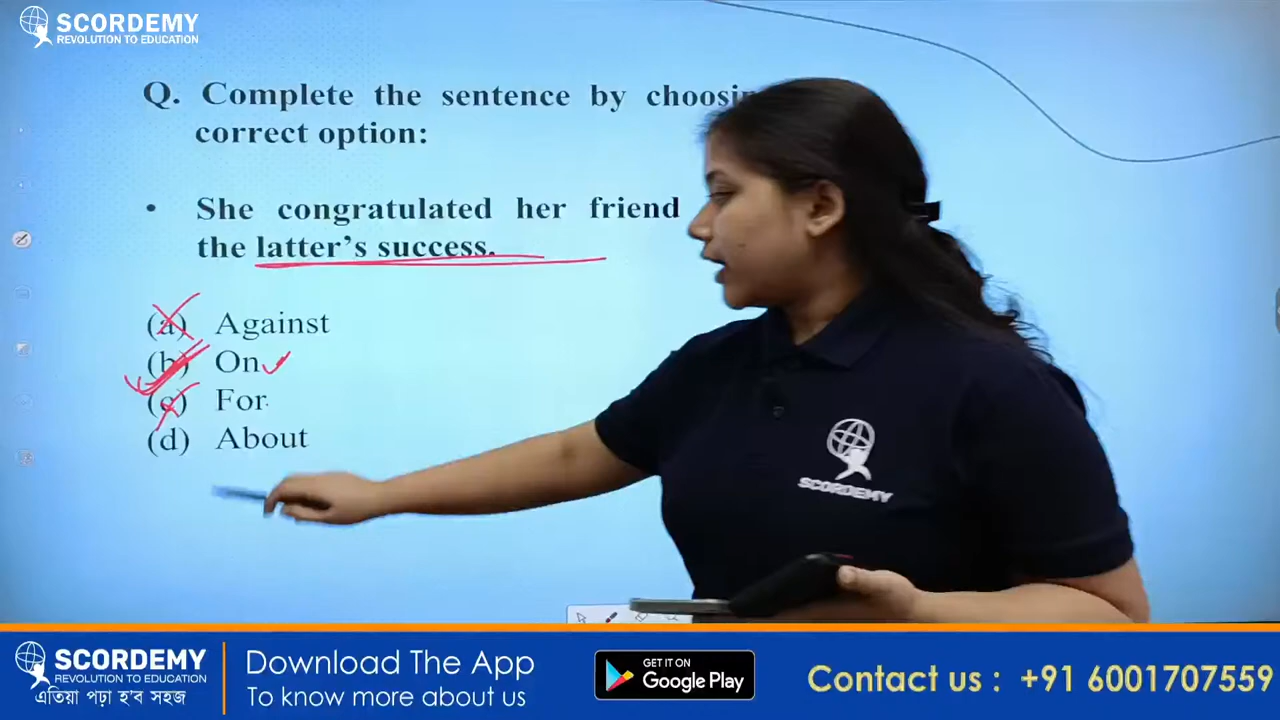 SCORDEMY
REVOLUTION TO EDUCATION
Q. Complete the sentence by choosin
correct option:
• She congratulated her friend
the latter's success.
(a) Against
(b) On
(c) For
(d) About
SCORDEMY
SCORDEMY
REVOLUTION TO EDUCATION
এতিয়া পঢ়া হ'ব সহজ
Download The App
To know more about us
GET IT ON
Google Play
Contact us : +91 6001707559